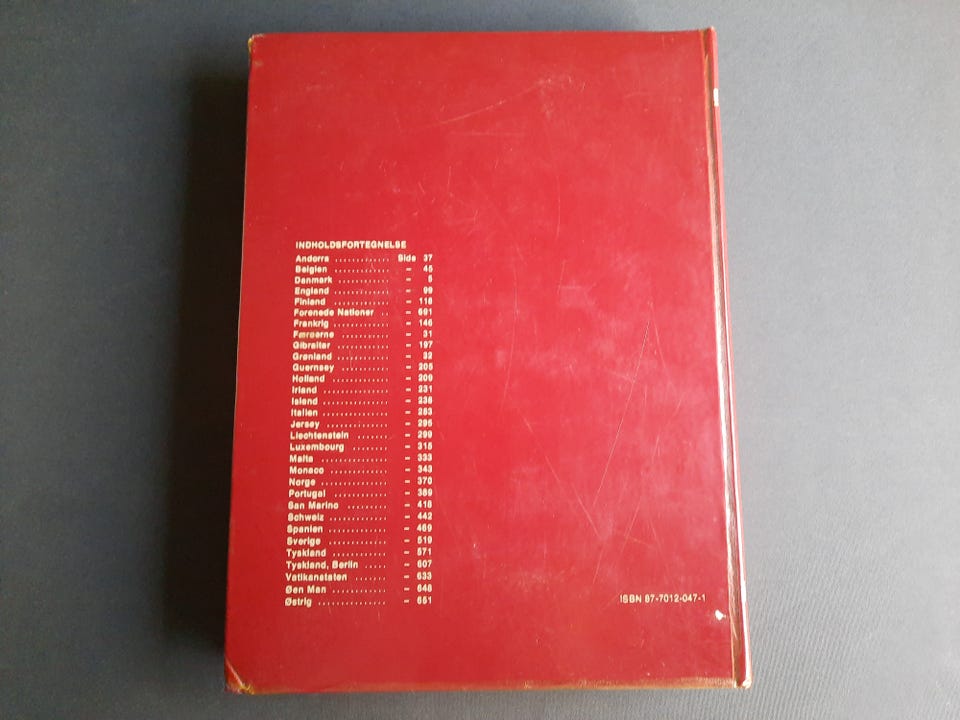 INDHOLDSFORTEGNELSE
Andorra ............. Side 37
Belgien ............. - 45
Danmark ............ - 5
England ............. - 99
Finland ............. - 118
Forenede Nationer .. - 691
Frankrig ............. - 146
Færøerne ........... - 31
Gibraltar ............ - 197
Grønland ............ - 32
Guernsey ........... - 205
Holland ............. - 209
Irland ............... - 231
Island ............... - 238
Italien ............... - 263
Jersey ............... - 295
Liechtenstein ....... - 299
Luxembourg ........ - 315
Malta ............... - 333
Monaco ............. - 343
Norge ............... - 370
Portugal ............ - 389
San Marino ......... - 418
Schweiz ............. - 442
Spanien ............. - 469
Sverige ............. - 519
Tyskland ............ - 571
Tyskland, Berlin ..... - 607
Vatikanstaten ....... - 633
Øen Man ............ - 648
Østrig ............... - 651
ISBN 87-7012-047-1